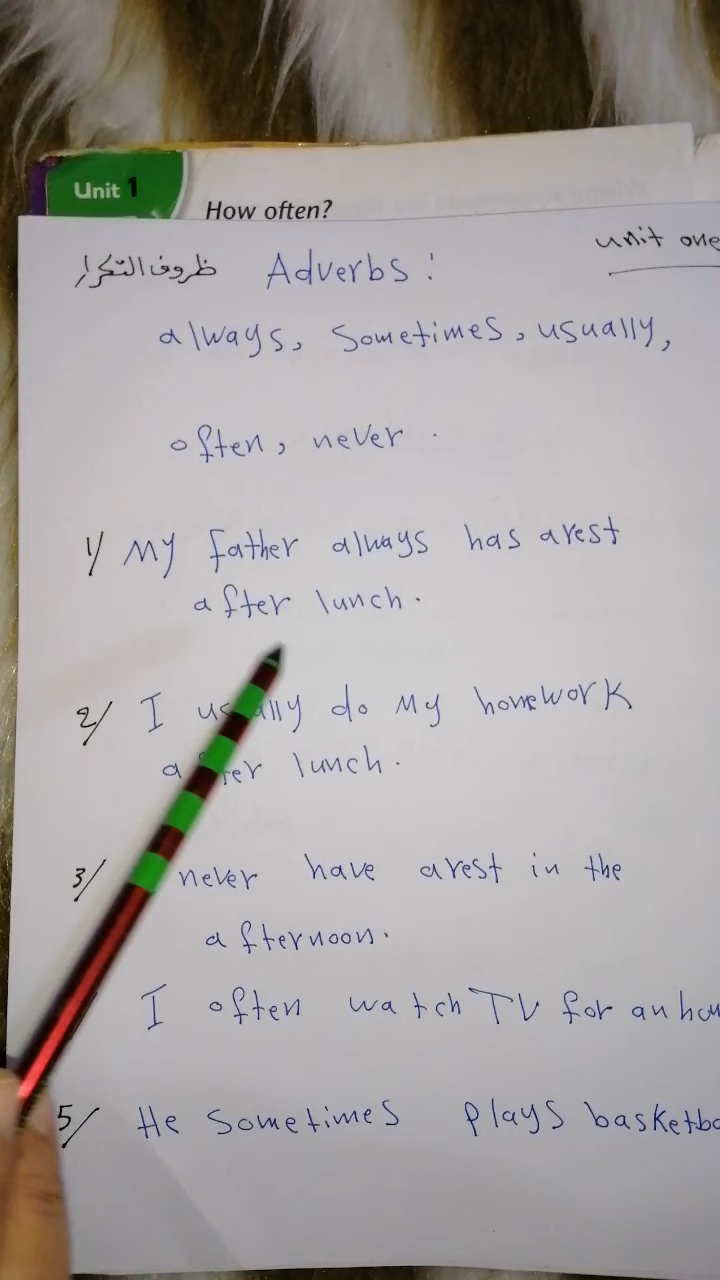 Unit 1
How often?
unit one
ظروف التكرار Adverbs:
always, sometimes, usually,
often, never.
1/ My father always has arest
after lunch.
2/ I do my homework
lunch.
3/ never have arest in the
afternoon.
I often watch TV for an
5/ He sometimes plays